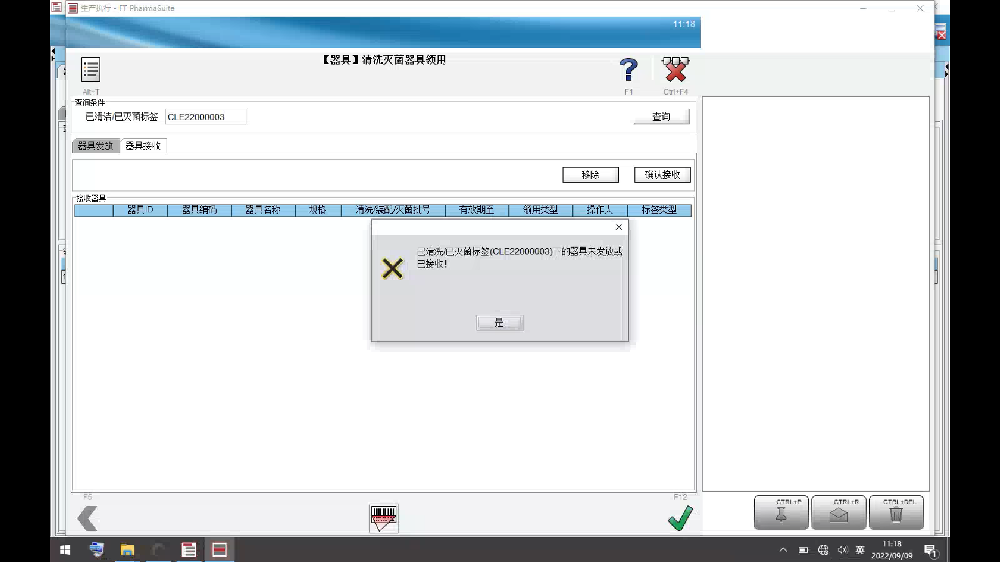 生产执行 - FT PharmaSuite
11:18
【器具】清洗灭菌器具领用
Alt+T
F1
Ctrl+F4
查询条件
已清洁/已灭菌标签
CLE22000003
查询
器具发放
器具接收
移除
确认接收
接收器具
器具ID
器具编码
器具名称
规格
清洗/装配/灭菌批号
有效期至
领用类型
操作人
标签类型
已清洗/已灭菌标签(CLE22000003)下的器具未发放或
已接收!
是
F5
F12
CTRL+P
CTRL+R
CTRL+DEL
英
11:18
2022/09/09
1